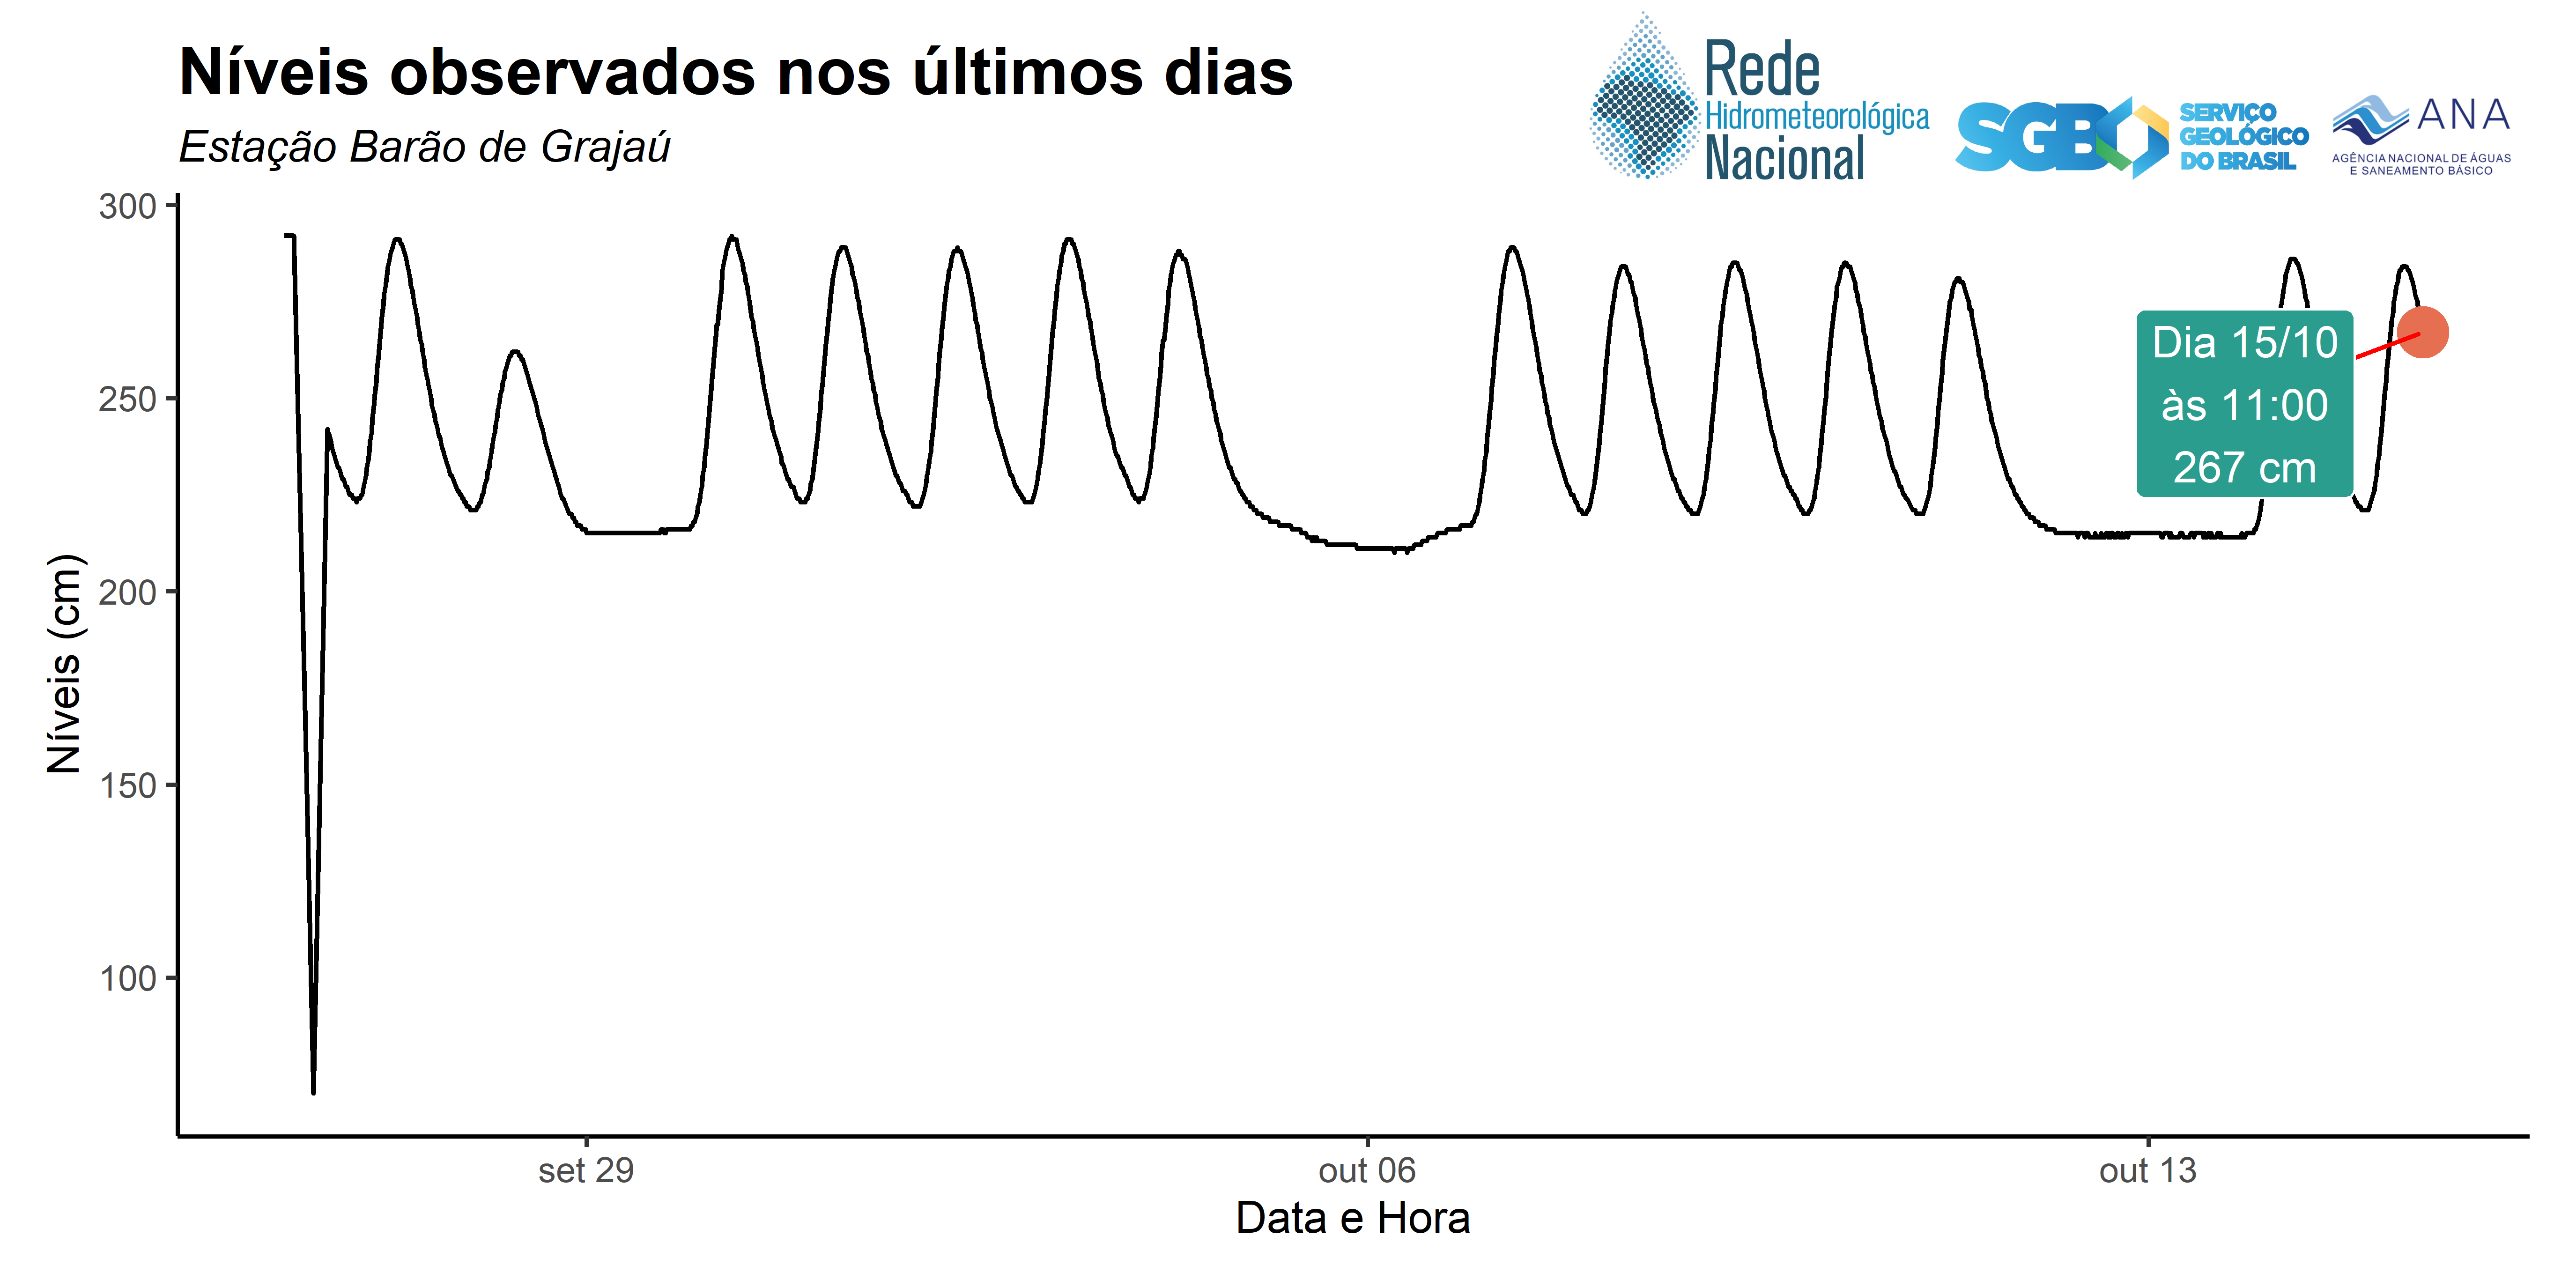 Níveis observados nos últimos dias
Estação Barão de Grajaú
Rede
Hidrometeorológica
Nacional
SGB
SERVIÇO
GEOLÓGICO
DO BRASIL
ANA
AGÊNCIA NACIONAL DE ÁGUAS
E SANEAMENTO BÁSICO
300
250
200
150
100
Níveis (cm)
Dia 15/10
às 11:00
267 cm
set 29
out 06
out 13
Data e Hora